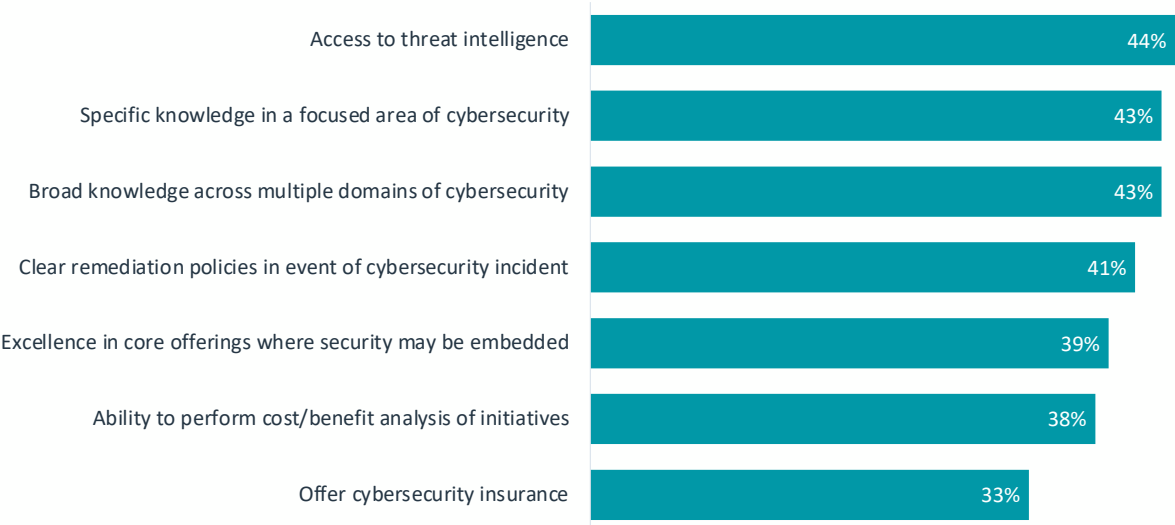 Access to threat intelligence 44%
Specific knowledge in a focused area of cybersecurity 43%
Broad knowledge across multiple domains of cybersecurity 43%
Clear remediation policies in event of cybersecurity incident 41%
Excellence in core offerings where security may be embedded 39%
Ability to perform cost/benefit analysis of initiatives 38%
Offer cybersecurity insurance 33%